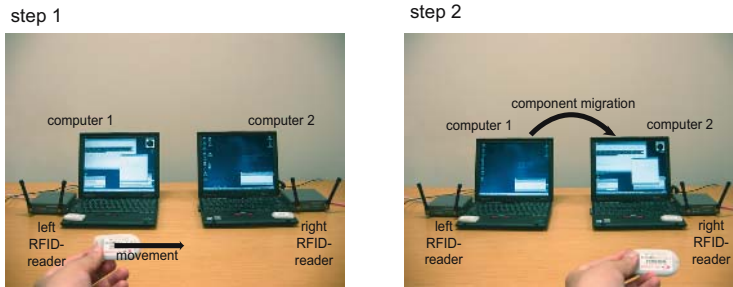 step 1
computer 1
computer 2
left
RFID-
reader
movement
right
RFID-
reader
step 2
component migration
computer 1
computer 2
left
RFID-
reader
right
RFID-
reader